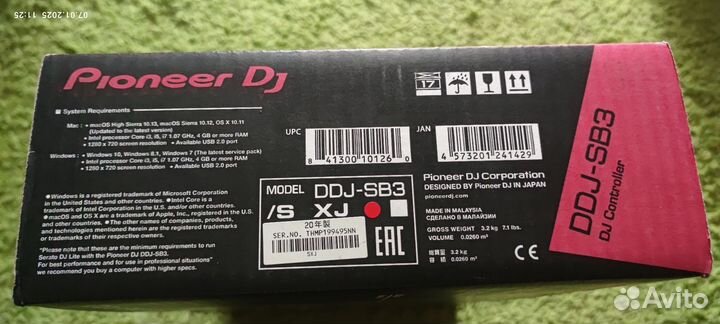 11:25 07.01.2025
Pioneer Dj
■ System Requirements
Mac : • macOS High Sierra 10.13, macOS Sierra 10.12, OS X 10.11
(Updated to the latest version)
• Intel processor Core i3, i5, i7 1.07 GHz, 4 GB or more RAM
• 1280 x 720 screen resolution • Available USB 2.0 port
Windows : • Windows 10, Windows 8.1, Windows 7 (The latest service pack)
• Intel processor Core i3, i5, i7 1.07 GHz, 4 GB or more RAM
• 1280 x 720 screen resolution • Available USB 2.0 port
● Windows is a registered trademark of Microsoft Corporation
in the United States and other countries. ● Intel Core is a
trademark of Intel Corporation in the U.S. and/or other countries.
● macOS and OS X are a trademark of Apple, Inc., registered in the U.S.
and other countries. ● The other names of companies, products,
and technologies mentioned herein are the registered trademarks or
trademarks of their respective owners.
*Please note that these are the minimum requirements to run
Serato DJ Lite with the Pioneer DJ DDJ-SB3.
For best performance and for use in professional situations*
we recommend you buy a computer with higher specs.
UPC
8 41300 10126 0
JAN
4 573201 241429
17
MODEL DDJ-SB3
/S XJ
20年製
SER.NO. THMP199495NN
SXJ
EAC
Pioneer DJ Corporation
DESIGNED BY Pioneer DJ IN JAPAN
pioneerdj.com
MADE IN MALAYSIA
СДЕЛАНО В МАЛАЙЗИИ
GROSS WEIGHT 3.2 kg 7.1 lbs.
VOLUME 0.0260 m³
総質量 3.2 kg
容積 0.0260 m³
CE
DDJ-SB3
DJ Controller
Avito